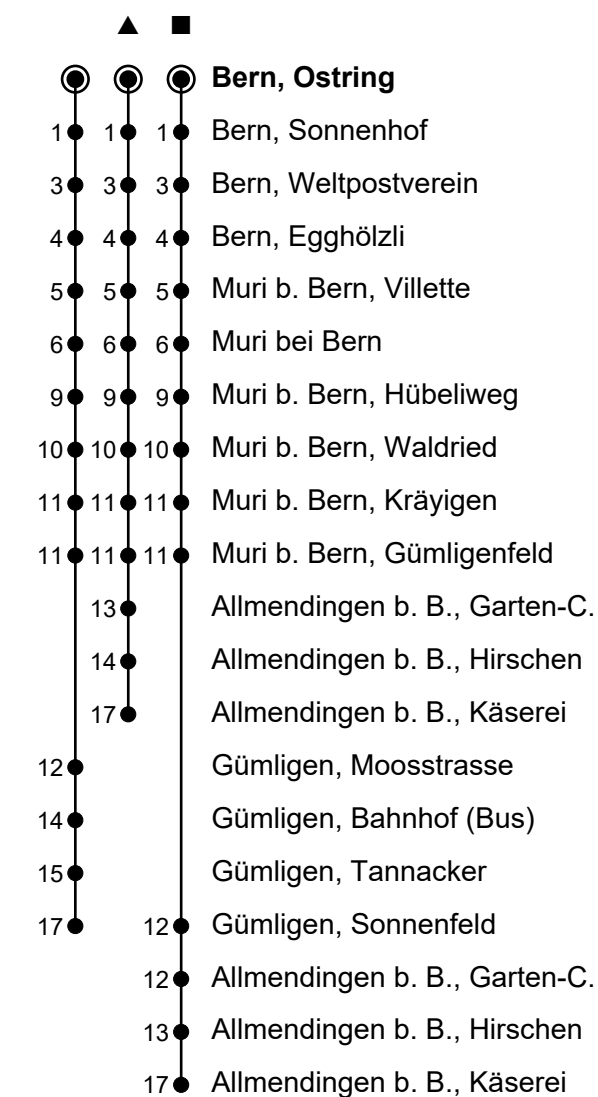 ▲ ■
Bern, Ostring
1 1 1 Bern, Sonnenhof
3 3 3 Bern, Weltpostverein
4 4 4 Bern, Egghölzli
5 5 5 Muri b. Bern, Villette
6 6 6 Muri bei Bern
9 9 9 Muri b. Bern, Hübeliweg
10 10 10 Muri b. Bern, Waldried
11 11 11 Muri b. Bern, Kräyigen
11 11 11 Muri b. Bern, Gümligenfeld
13 Allmendingen b. B., Garten-C.
14 Allmendingen b. B., Hirschen
17 Allmendingen b. B., Käserei
12 Gümligen, Moosstrasse
14 Gümligen, Bahnhof (Bus)
15 Gümligen, Tannacker
17 12 Gümligen, Sonnenfeld
12 Allmendingen b. B., Garten-C.
13 Allmendingen b. B., Hirschen
17 Allmendingen b. B., Käserei